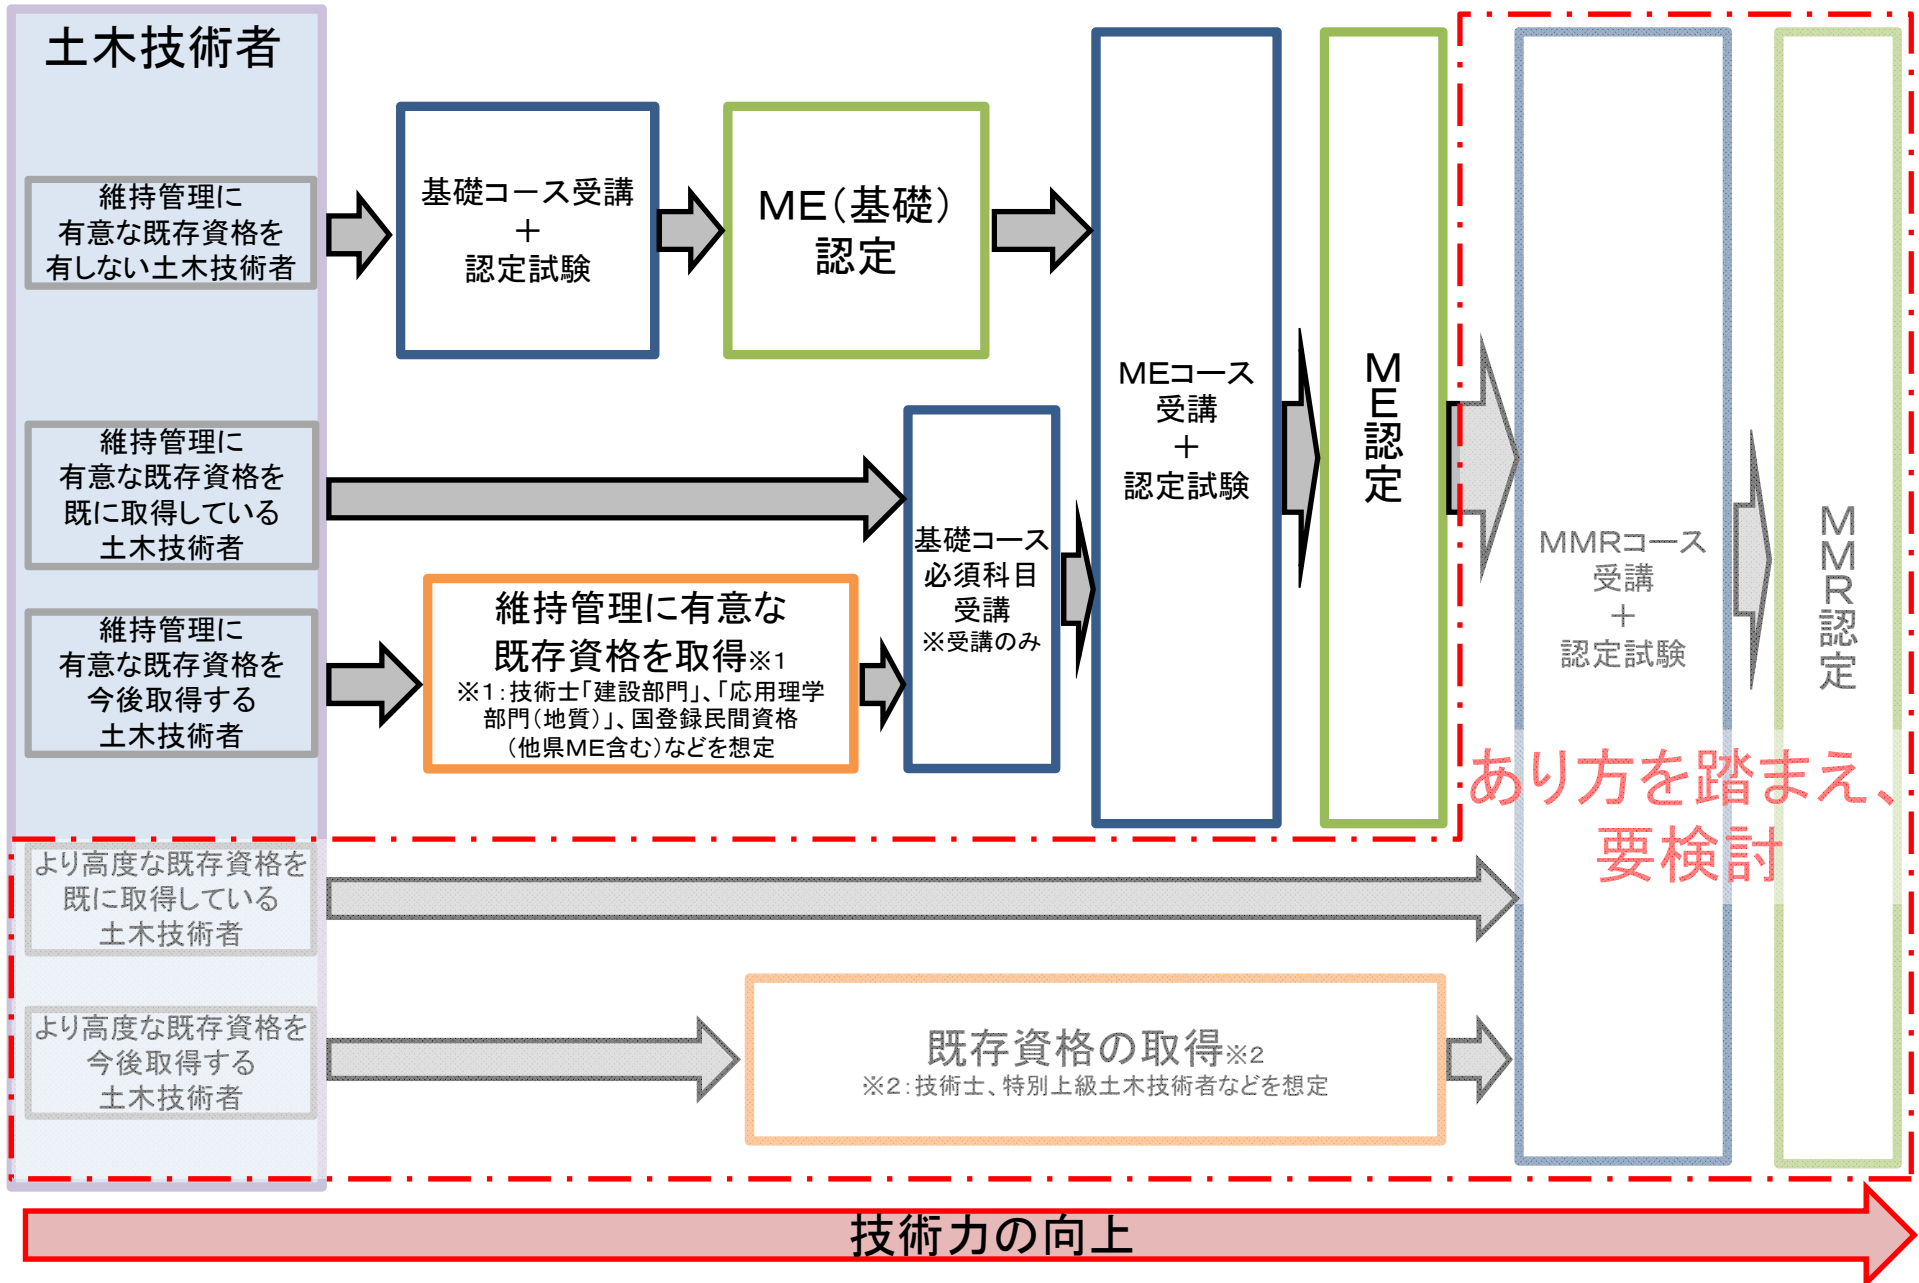 土木技術者
維持管理に
有意な既存資格を
有しない土木技術者
基礎コース受講
＋
認定試験
ME（基礎）
認定
維持管理に
有意な既存資格を
既に取得している
土木技術者
維持管理に
有意な既存資格を
今後取得する
土木技術者
維持管理に有意な
既存資格を取得※1
※1：技術士「建設部門」、「応用理学
部門（地質）」、国登録民間資格
（他県ME含む）などを想定
基礎コース
必須科目
受講
※受講のみ
MEコース
受講
＋
認定試験
ME認定
MMRコース
受講
＋
認定試験
MMR認定
あり方を踏まえ、
要検討
より高度な既存資格を
既に取得している
土木技術者
より高度な既存資格を
今後取得する
土木技術者
既存資格の取得※2
※2：技術士、特別上級土木技術者などを想定
技術力の向上